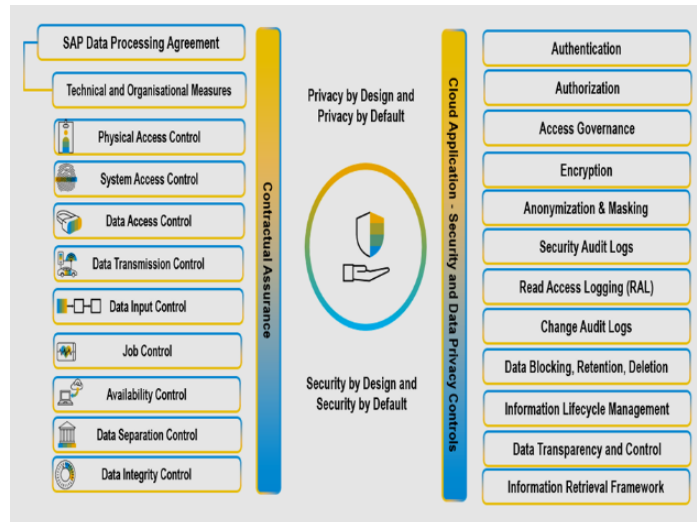 SAP Data Processing Agreement
Technical and Organisational Measures
Physical Access Control
System Access Control
Data Access Control
Data Transmission Control
Data Input Control
Job Control
Availability Control
Data Separation Control
Data Integrity Control
Contractual Assurance
Privacy by Design and
Privacy by Default
Security by Design and
Security by Default
Cloud Application - Security and Data Privacy Controls
Authentication
Authorization
Access Governance
Encryption
Anonymization & Masking
Security Audit Logs
Read Access Logging (RAL)
Change Audit Logs
Data Blocking, Retention, Deletion
Information Lifecycle Management
Data Transparency and Control
Information Retrieval Framework